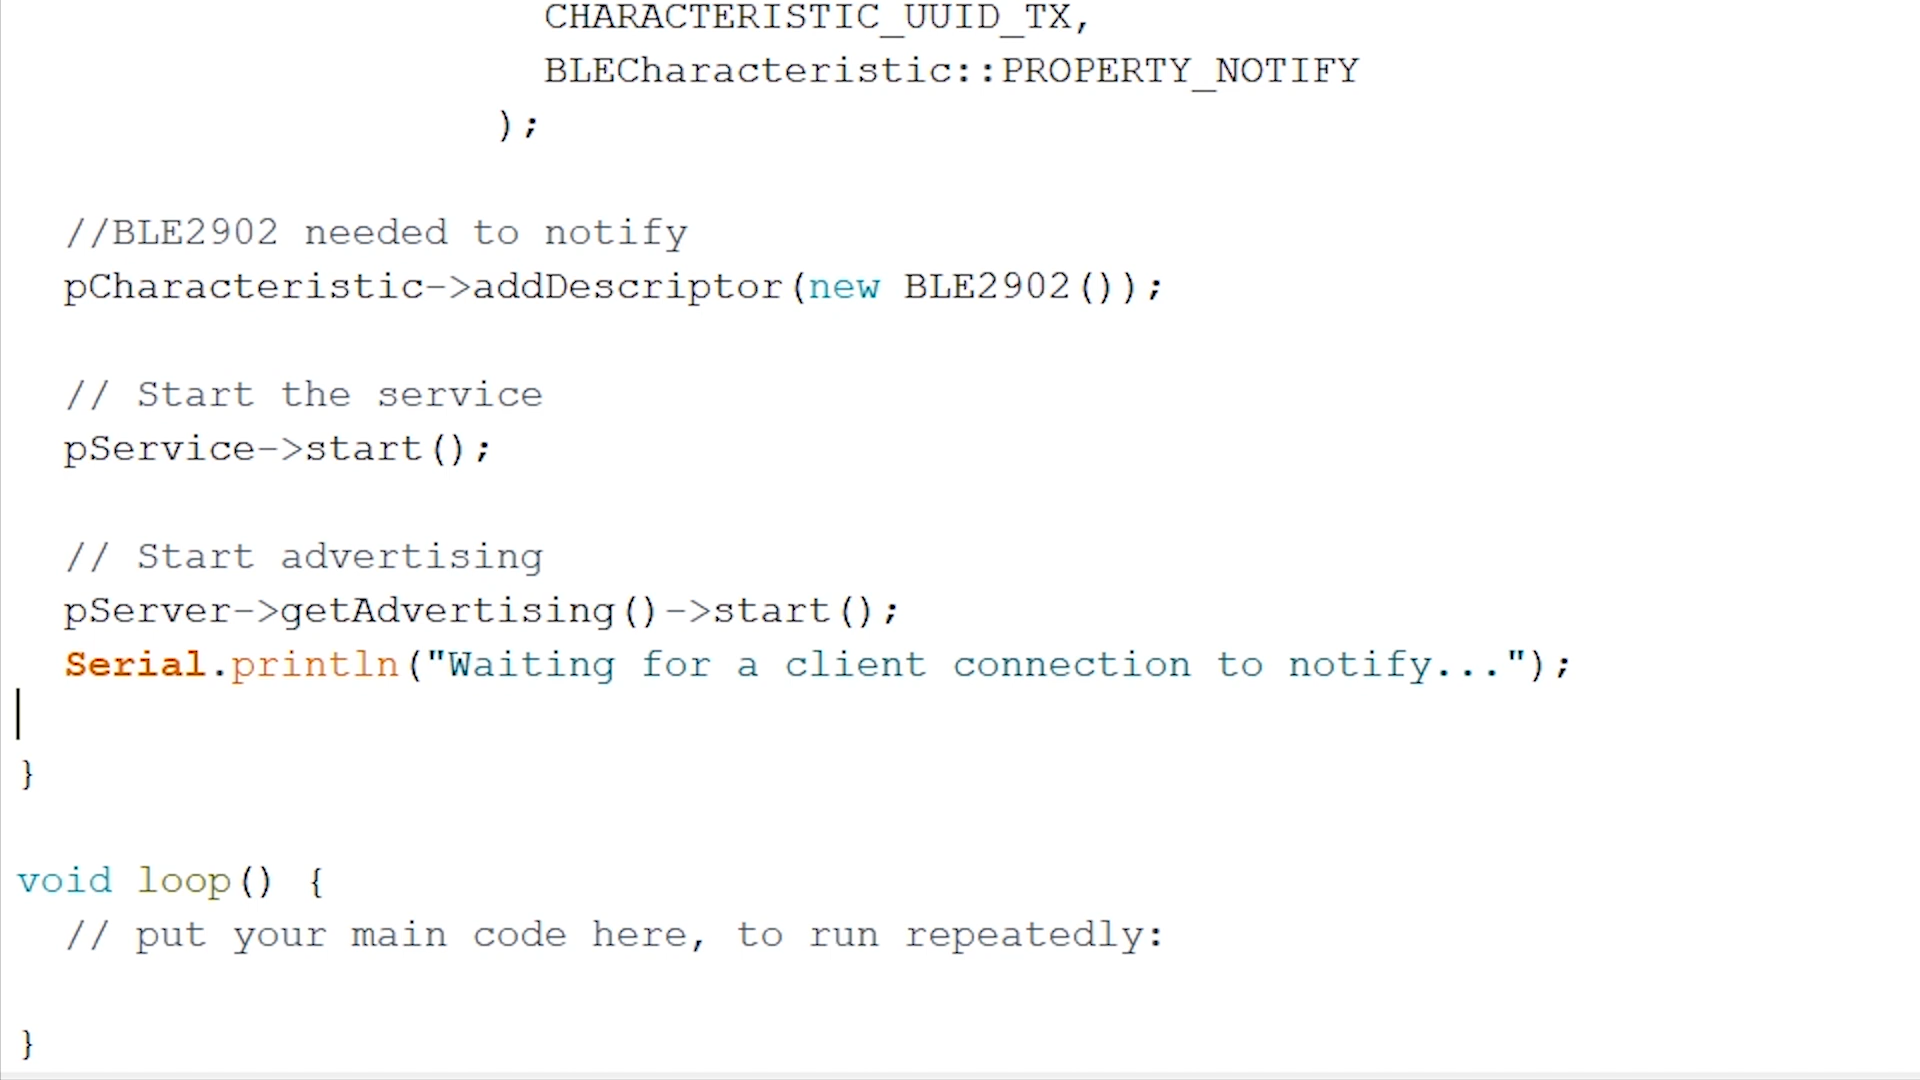 CHARACTERISTIC_UUID_TX,
BLECharacteristic::PROPERTY_NOTIFY
);
//BLE2902 needed to notify
pCharacteristic->addDescriptor(new BLE2902());
// Start the service
pService->start();
// Start advertising
pServer->getAdvertising()->start();
Serial.println("Waiting for a client connection to notify...");
}
void loop() {
// put your main code here, to run repeatedly:
}